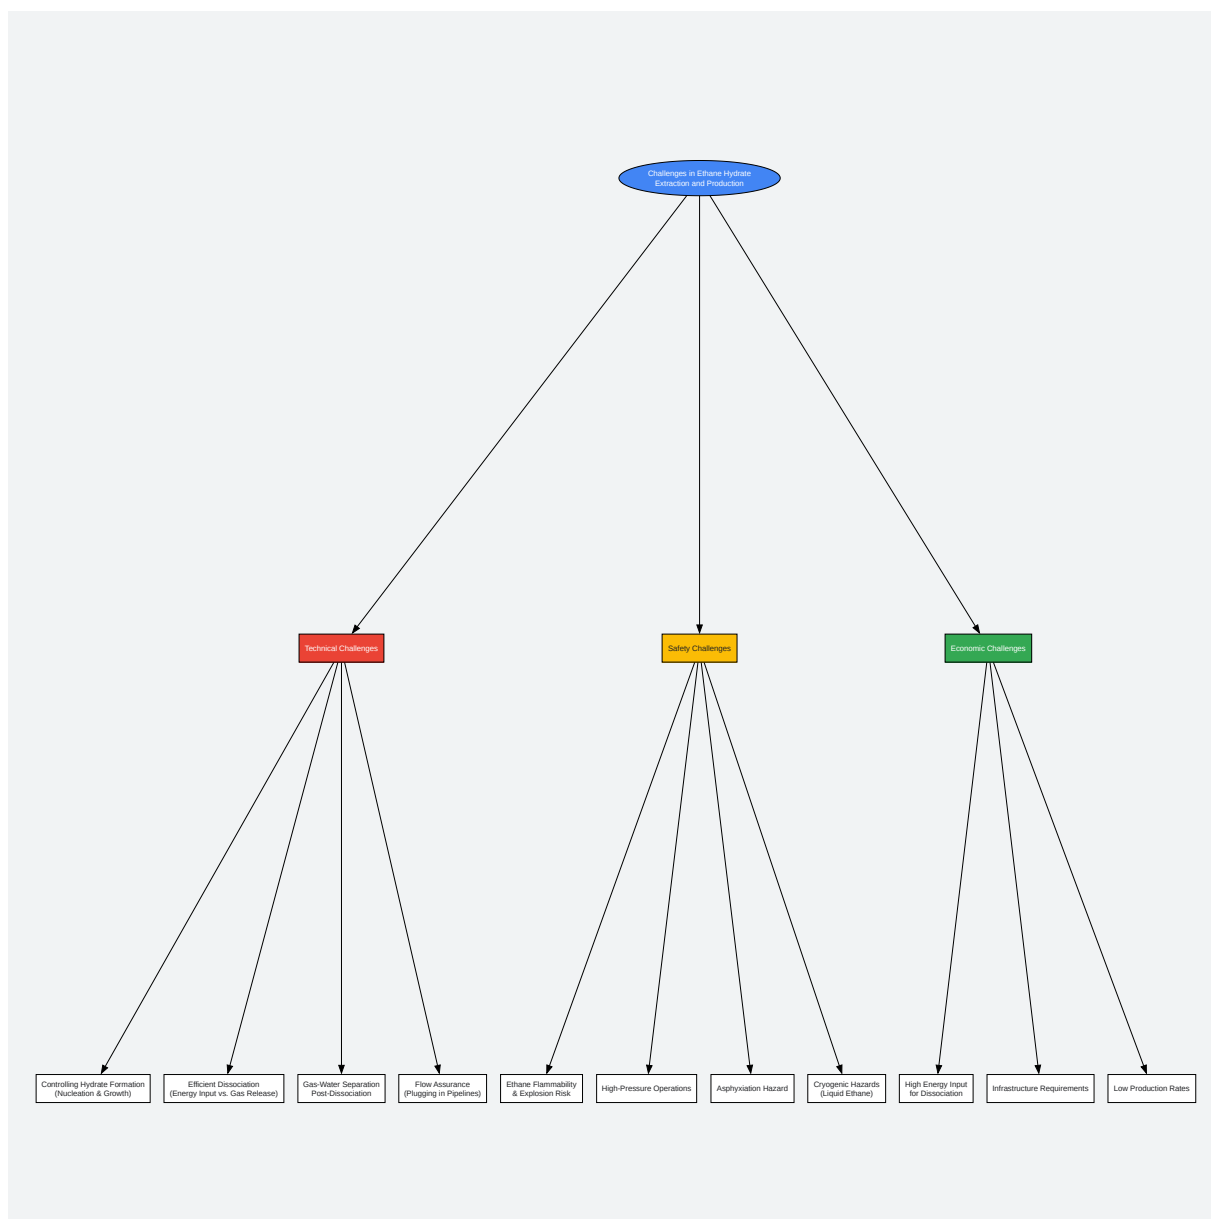 Challenges in Ethane Hydrate
Extraction and Production
Technical Challenges
Safety Challenges
Economic Challenges
Controlling Hydrate Formation
(Nucleation & Growth)
Efficient Dissociation
(Energy Input vs. Gas Release)
Gas-Water Separation
Post-Dissociation
Flow Assurance
(Plugging in Pipelines)
Ethane Flammability
& Explosion Risk
High-Pressure Operations
Asphyxiation Hazard
Cryogenic Hazards
(Liquid Ethane)
High Energy Input
for Dissociation
Infrastructure Requirements
Low Production Rates